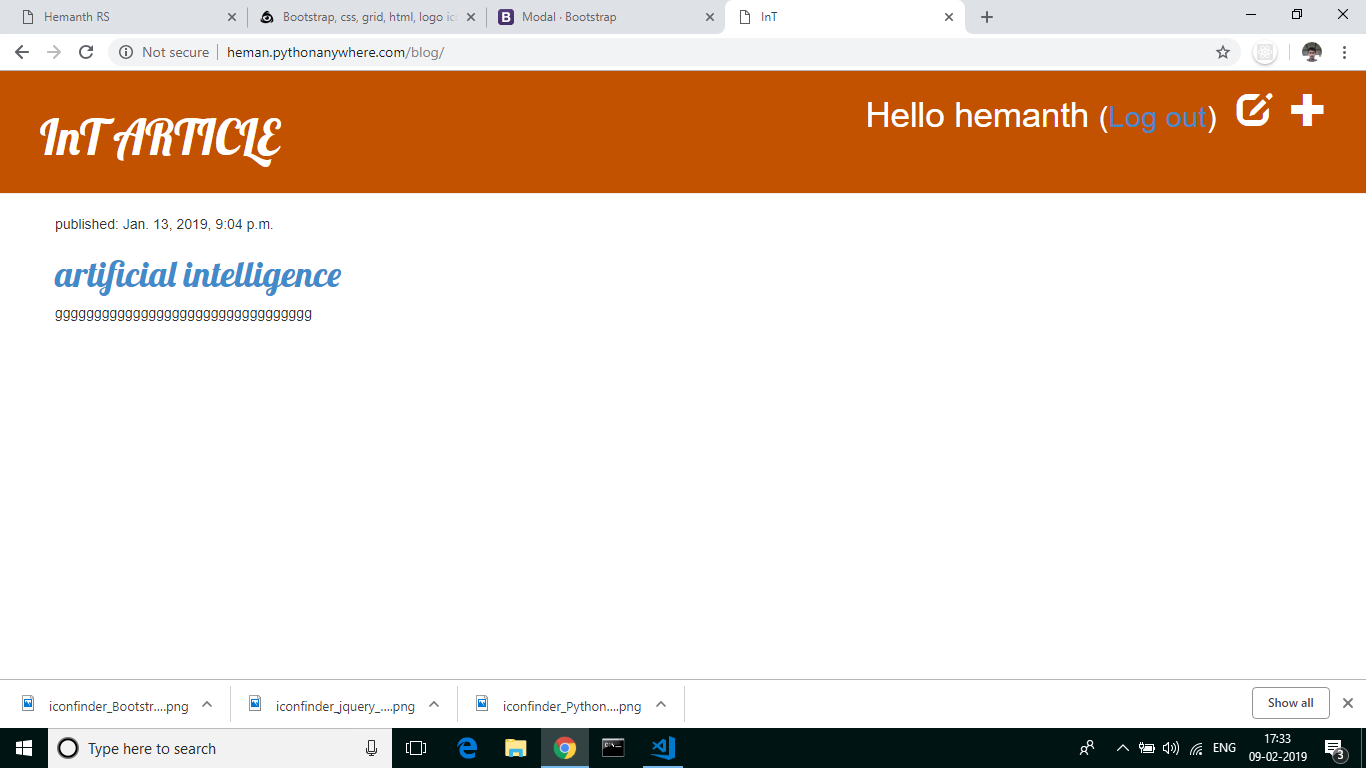 Hemanth RS
Bootstrap, css, grid, html, logo ic
Modal · Bootstrap
InT
Not secure
heman.pythonanywhere.com/blog/
InT ARTICLE
Hello hemanth (Log out)
published: Jan. 13, 2019, 9:04 p.m.
artificial intelligence
ggggggggggggggggggggggggggggggggg
iconfinder_Bootstr....png
iconfinder_jquery_....png
iconfinder_Python....png
Show all
Type here to search
ENG
17:33
09-02-2019
3